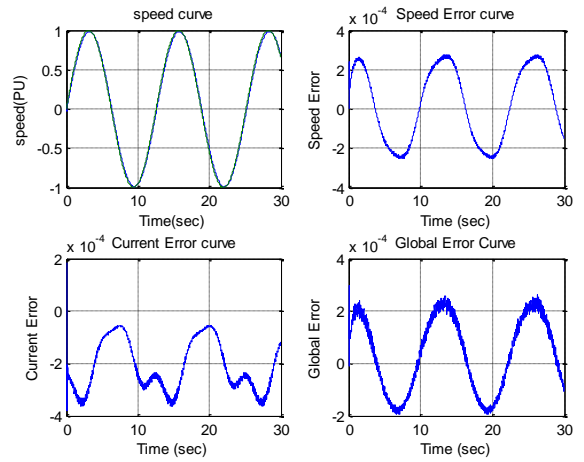 speed curve
speed(PU)
1
0.5
0
-0.5
-1
0 10 20 30
Time(sec)
x 10^-4 Speed Error curve
Speed Error
4
2
0
-2
-4
0 10 20 30
Time (sec)
x 10^-4 Current Error curve
Current Error
2
0
-2
-4
0 10 20 30
Time (sec)
x 10^-4 Global Error Curve
Global Error
4
2
0
-2
0 10 20 30
Time (sec)